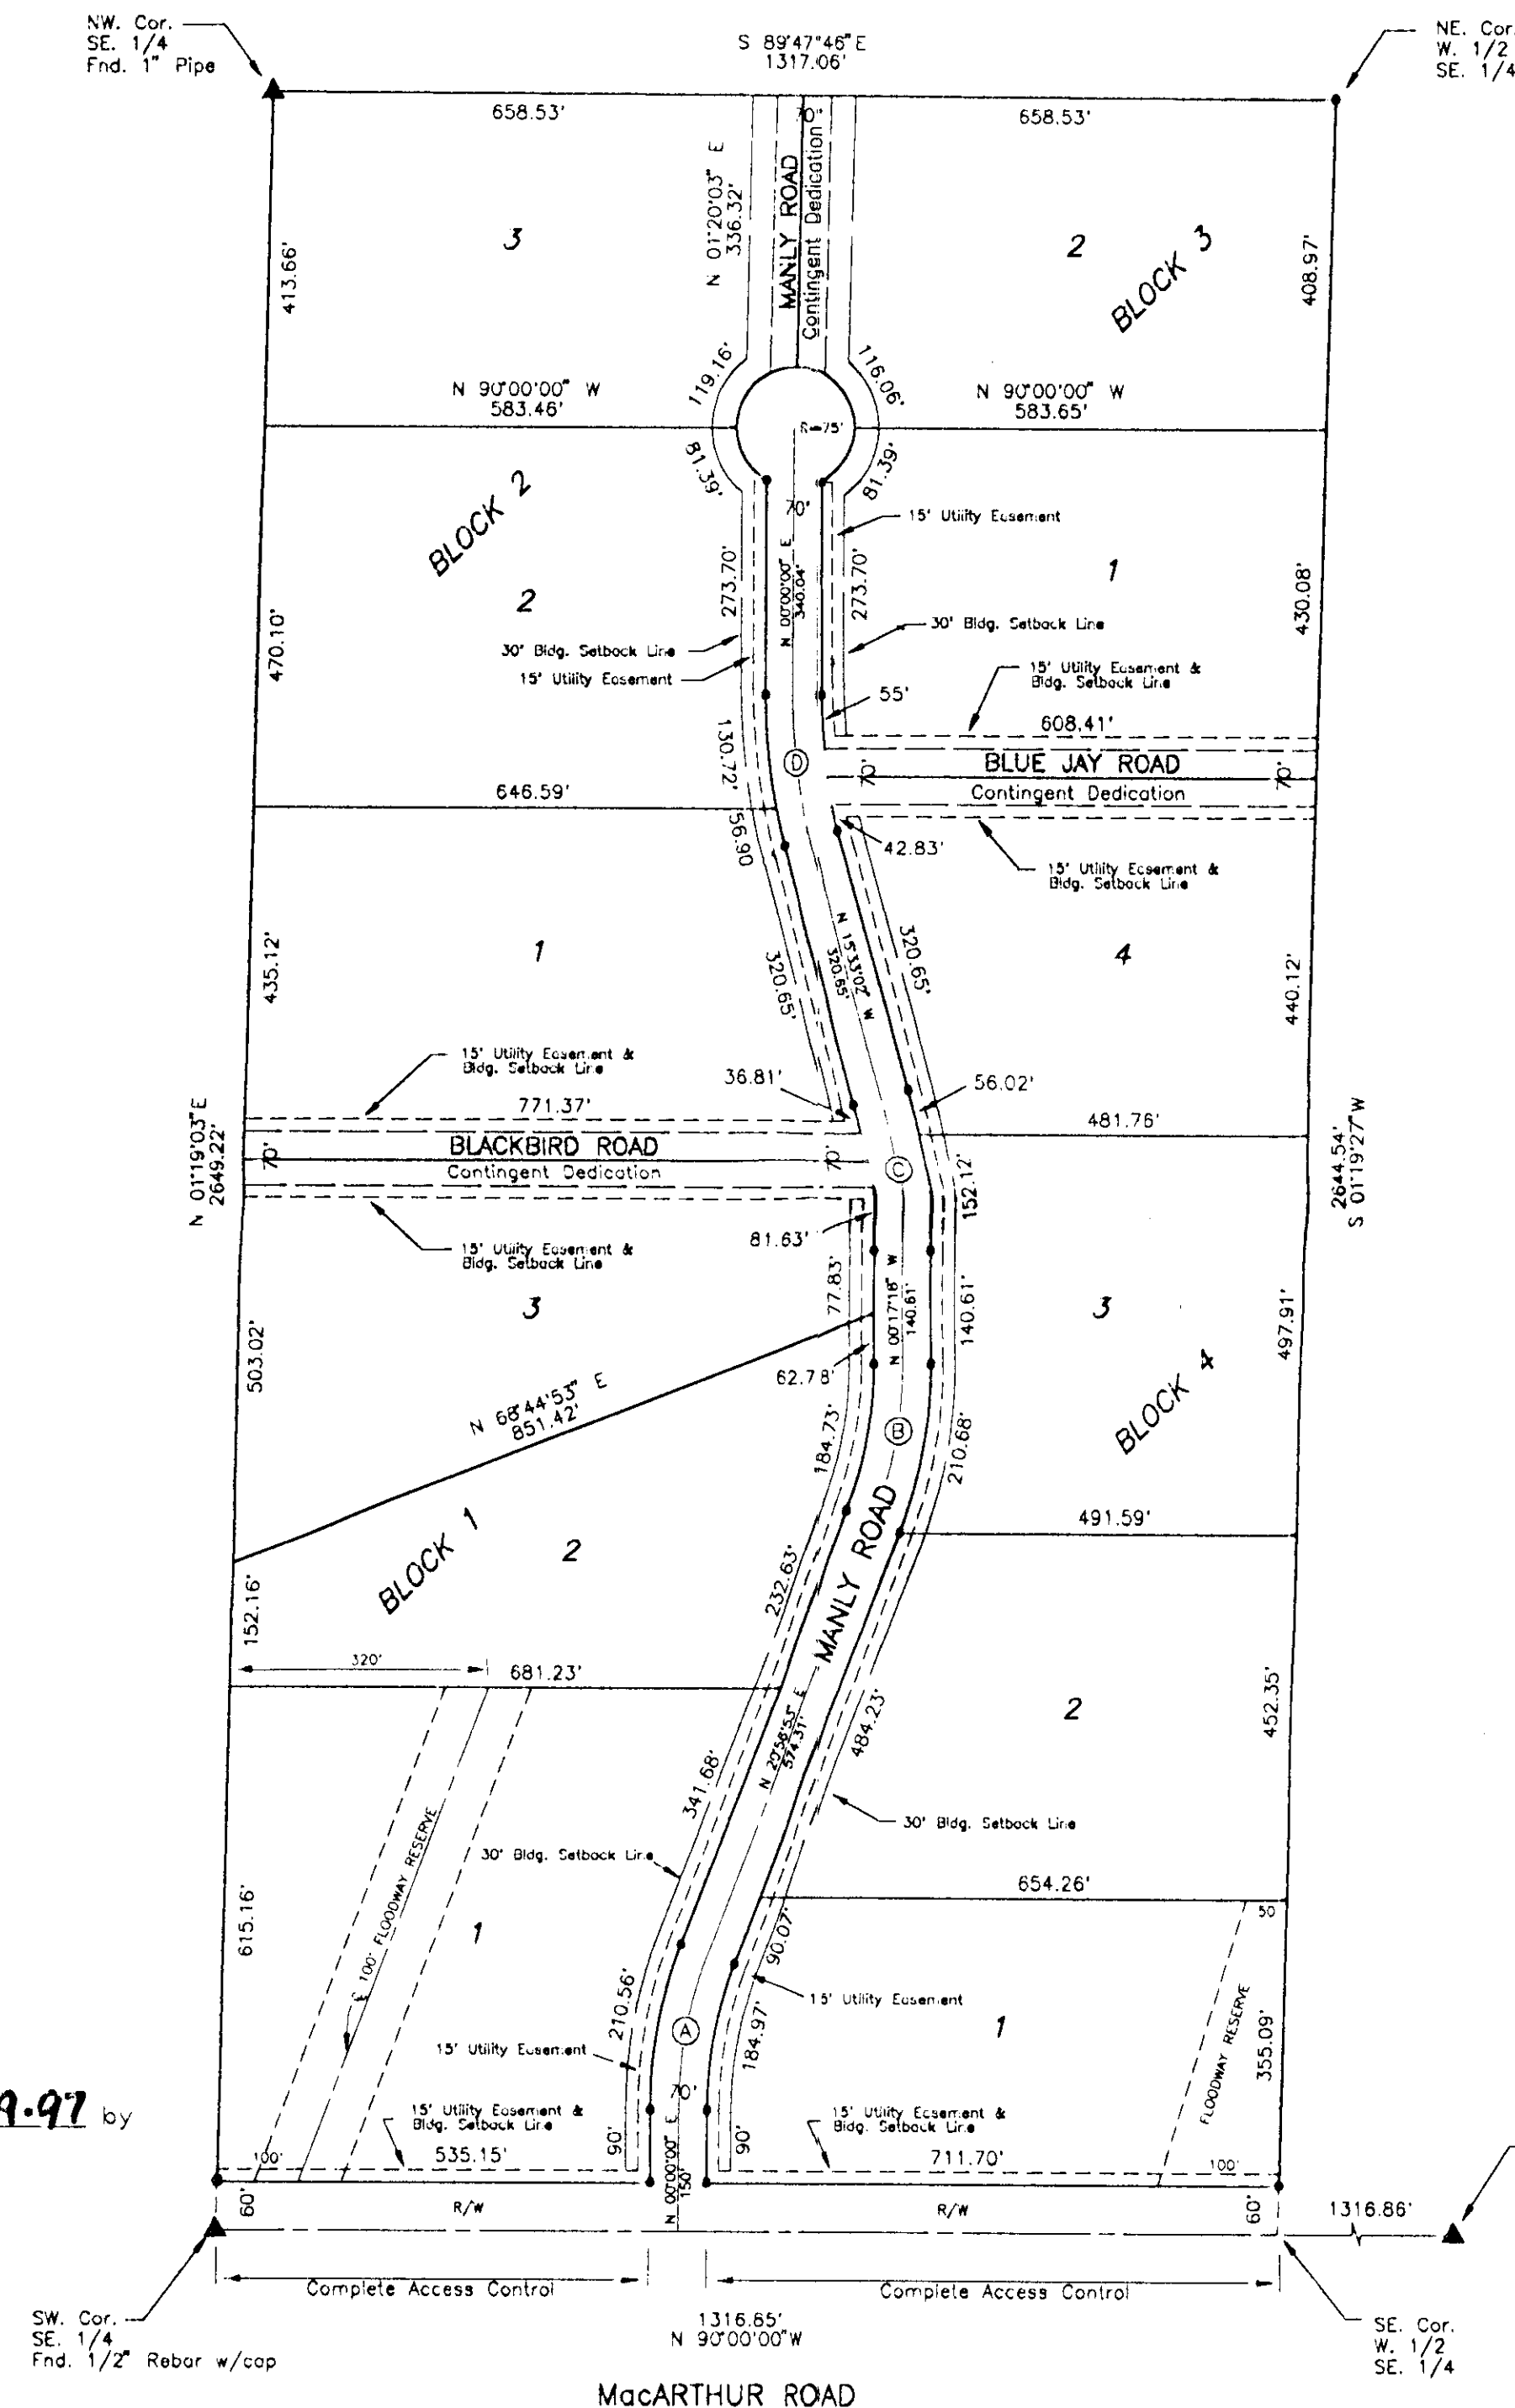 NW. Cor.
SE. 1/4
Fnd. 1" Pipe
S 89°47'46" E
1317.06'
NE. Cor.
W. 1/2
SE. 1/4
658.53'
70'
658.53'
N 01°20'03" E
336.32'
MANLY ROAD
Contingent Dedication
413.66'
3
2
BLOCK 3
408.97'
119.16'
116.06'
N 90°00'00" W
583.46'
N 90°00'00" W
583.65'
R=75'
81.39'
81.39'
BLOCK 2
70'
15' Utility Easement
273.70'
N 00°00'00" E
340.04'
273.70'
1
2
430.08'
470.10'
30' Bldg. Setback Line
30' Bldg. Setback Line
15' Utility Easement
15' Utility Easement &
Bldg. Setback Line
55'
608.41'
130.72'
D
70'
BLUE JAY ROAD
70'
Contingent Dedication
646.59'
56.90
42.83'
15' Utility Easement &
Bldg. Setback Line
1
435.12'
320.65'
N 15°33'02" W
320.65'
320.65'
4
440.12'
15' Utility Easement &
Bldg. Setback Line
36.81'
56.02'
771.37'
481.76'
N 01°19'03" E
2649.22'
70'
BLACKBIRD ROAD
70'
Contingent Dedication
C
152.12'
2644.54'
S 01°19'27" W
81.63'
15' Utility Easement &
Bldg. Setback Line
77.83'
N 00°17'18" W
140.61'
140.61'
3
3
503.02'
497.91'
62.78'
N 68°44'53" E
851.42'
BLOCK 4
184.73'
B
210.68'
BLOCK 1
2
491.59'
232.63'
MANLY ROAD
152.16'
320'
681.23'
2
452.35'
N 20°56'53" E
574.31'
484.23'
341.68'
30' Bldg. Setback Line
30' Bldg. Setback Line
654.26'
50
615.16'
℄ 100' FLOODWAY RESERVE
1
90.07'
15' Utility Easement
1
FLOODWAY RESERVE
355.09'
210.56'
A
184.97'
15' Utility Easement
70'
by
15' Utility Easement &
Bldg. Setback Line
15' Utility Easement &
Bldg. Setback Line
100'
535.15'
90'
N 00°00'00" E
150'
90'
711.70'
100'
60'
R/W
R/W
60'
1316.86'
Complete Access Control
Complete Access Control
1316.65'
N 90°00'00" W
SW. Cor.
SE. 1/4
Fnd. 1/2" Rebar w/cap
SE. Cor.
W. 1/2
SE. 1/4
MacARTHUR ROAD